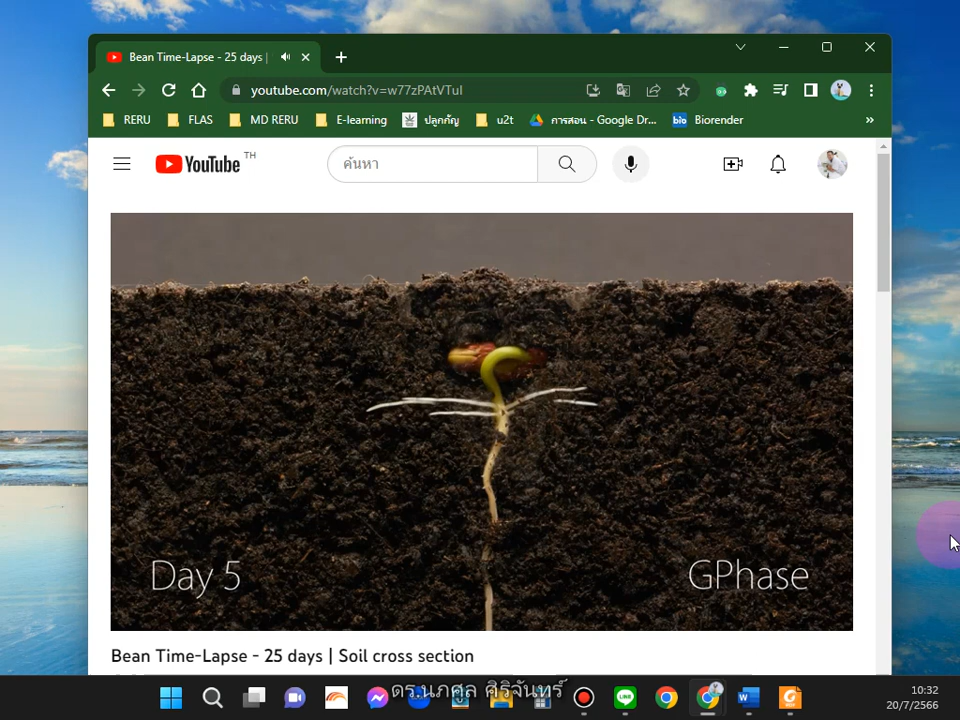 Bean Time-Lapse - 25 days |
youtube.com/watch?v=w77zPAtVTuI
RERU FLAS MD RERU E-learning ปลูกกัญ u2t การสอน - Google Dr... bio Biorender »
YouTube TH
ค้นหา
Day 5
GPhase
Bean Time-Lapse - 25 days | Soil cross section
ดร.นภศูล ศิริจันทร์
10:32
20/7/2566